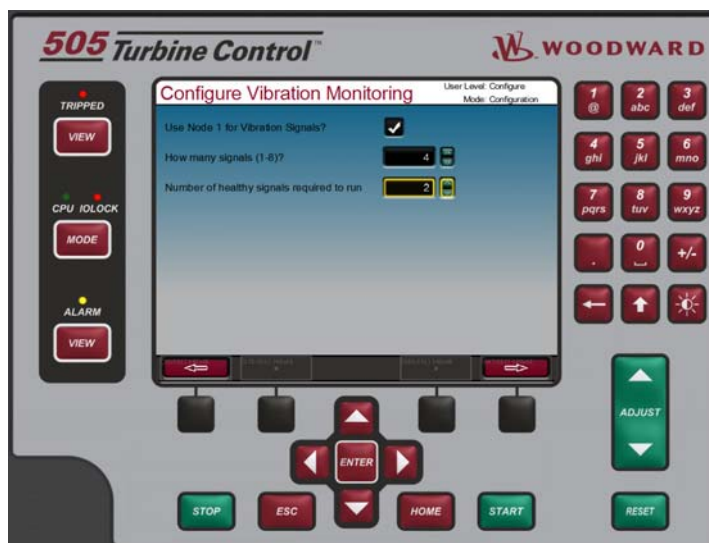 505 Turbine Control™
WOODWARD
TRIPPED
VIEW
CPU IOLOCK
MODE
ALARM
VIEW
Configure Vibration Monitoring
User Level: Configure
Mode: Configuration
Use Node 1 for Vibration Signals?
How many signals (1-8)?
4
Number of healthy signals required to run
2
1
@
2
abc
3
def
4
ghi
5
jkl
6
mno
7
pqrs
8
tuv
9
wxyz
.
0
+/-
ADJUST
ENTER
STOP
ESC
HOME
START
RESET